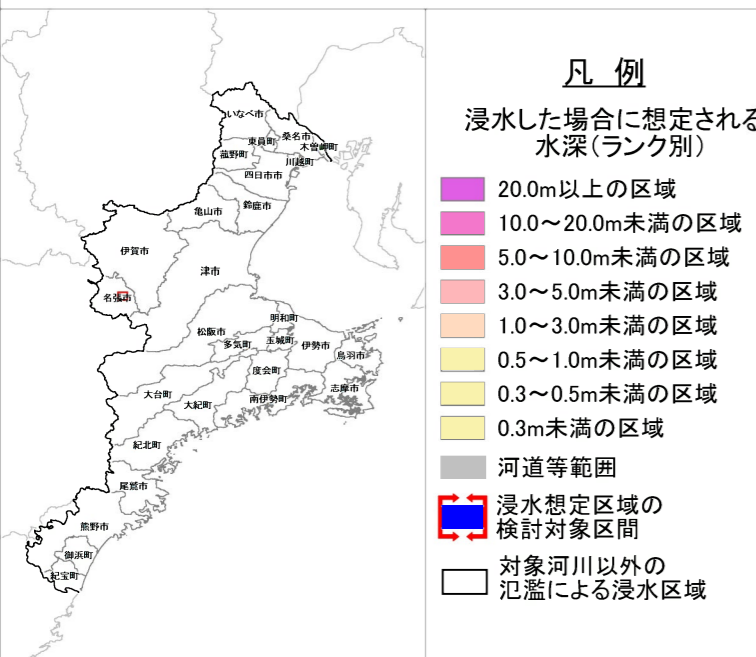 いなべ市
東員町
桑名市
木曽岬町
菰野町
川越町
四日市市
亀山市
鈴鹿市
伊賀市
津市
名張市
明和町
松阪市
多気町
玉城町
伊勢市
鳥羽市
度会町
志摩市
大台町
大紀町
南伊勢町
紀北町
尾鷲市
熊野市
御浜町
紀宝町
凡 例
浸水した場合に想定される
水深(ランク別)
20.0m以上の区域
10.0～20.0m未満の区域
5.0～10.0m未満の区域
3.0～5.0m未満の区域
1.0～3.0m未満の区域
0.5～1.0m未満の区域
0.3～0.5m未満の区域
0.3m未満の区域
河道等範囲
浸水想定区域の
検討対象区間
対象河川以外の
氾濫による浸水区域